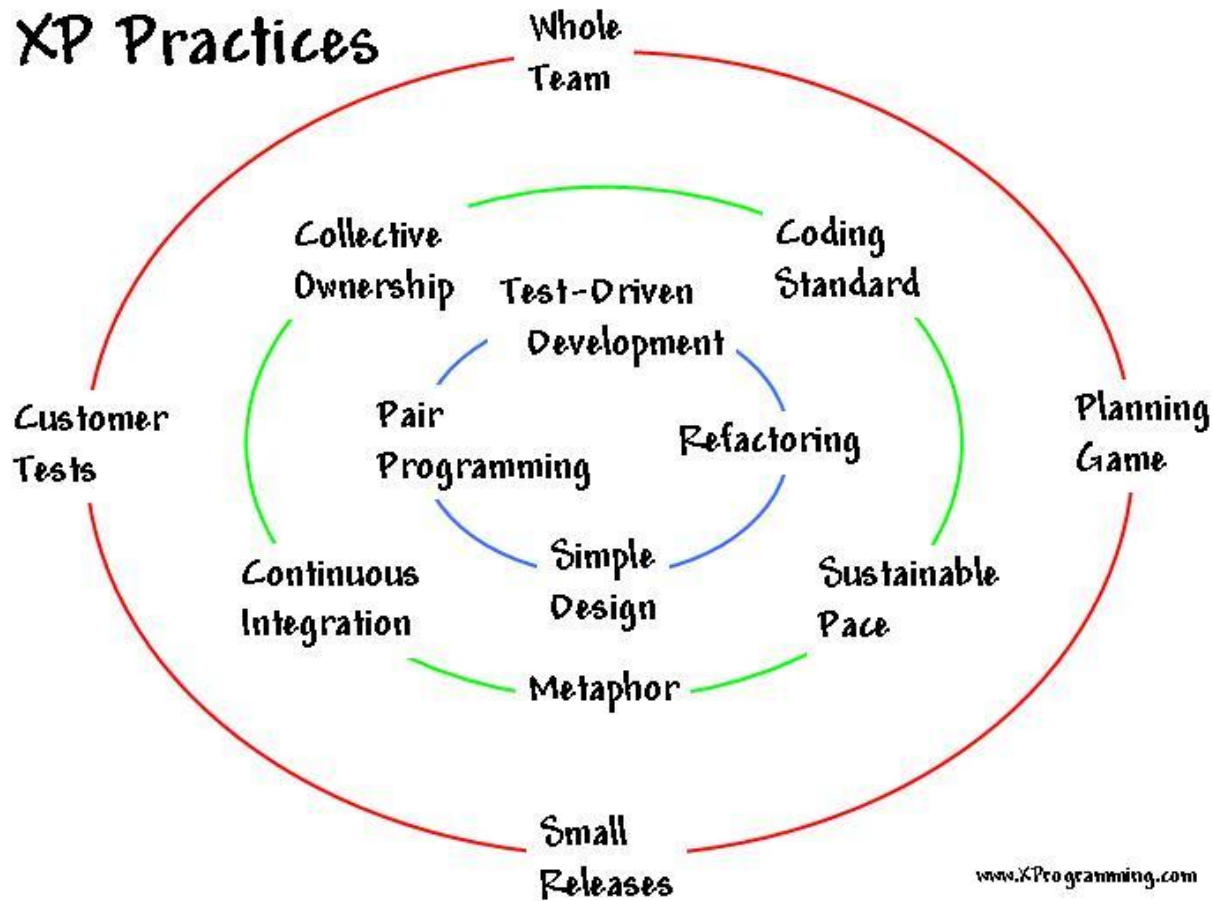 XP Practices
Whole
Team
Collective
Ownership
Coding
Standard
Test-Driven
Development
Customer
Tests
Pair
Programming
Refactoring
Planning
Game
Continuous
Integration
Simple
Design
Sustainable
Pace
Metaphor
Small
Releases
www.XProgramming.com